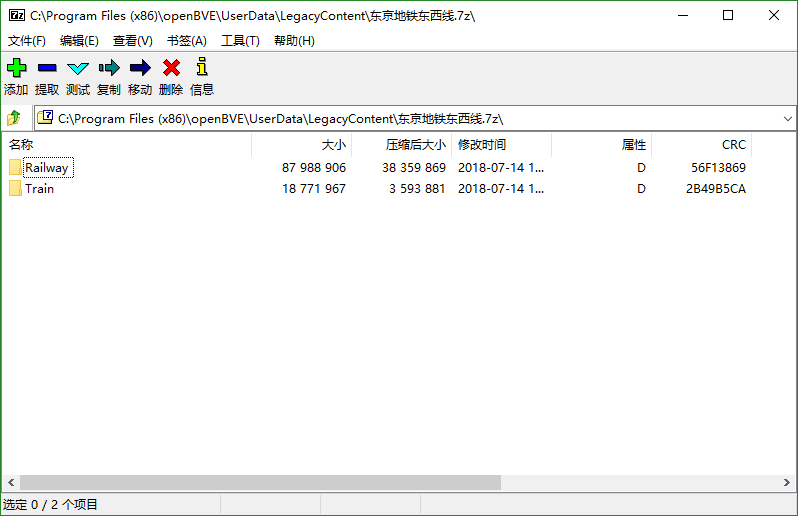 C:\Program Files (x86)\openBVE\UserData\LegacyContent\东京地铁东西线.7z\
文件(F) 编辑(E) 查看(V) 书签(A) 工具(T) 帮助(H)
添加 提取 测试 复制 移动 删除 信息
C:\Program Files (x86)\openBVE\UserData\LegacyContent\东京地铁东西线.7z\
名称 大小 压缩后大小 修改时间 属性 CRC
Railway 87 988 906 38 359 869 2018-07-14 1... D 56F13869
Train 18 771 967 3 593 881 2018-07-14 1... D 2B49B5CA
选定 0 / 2 个项目